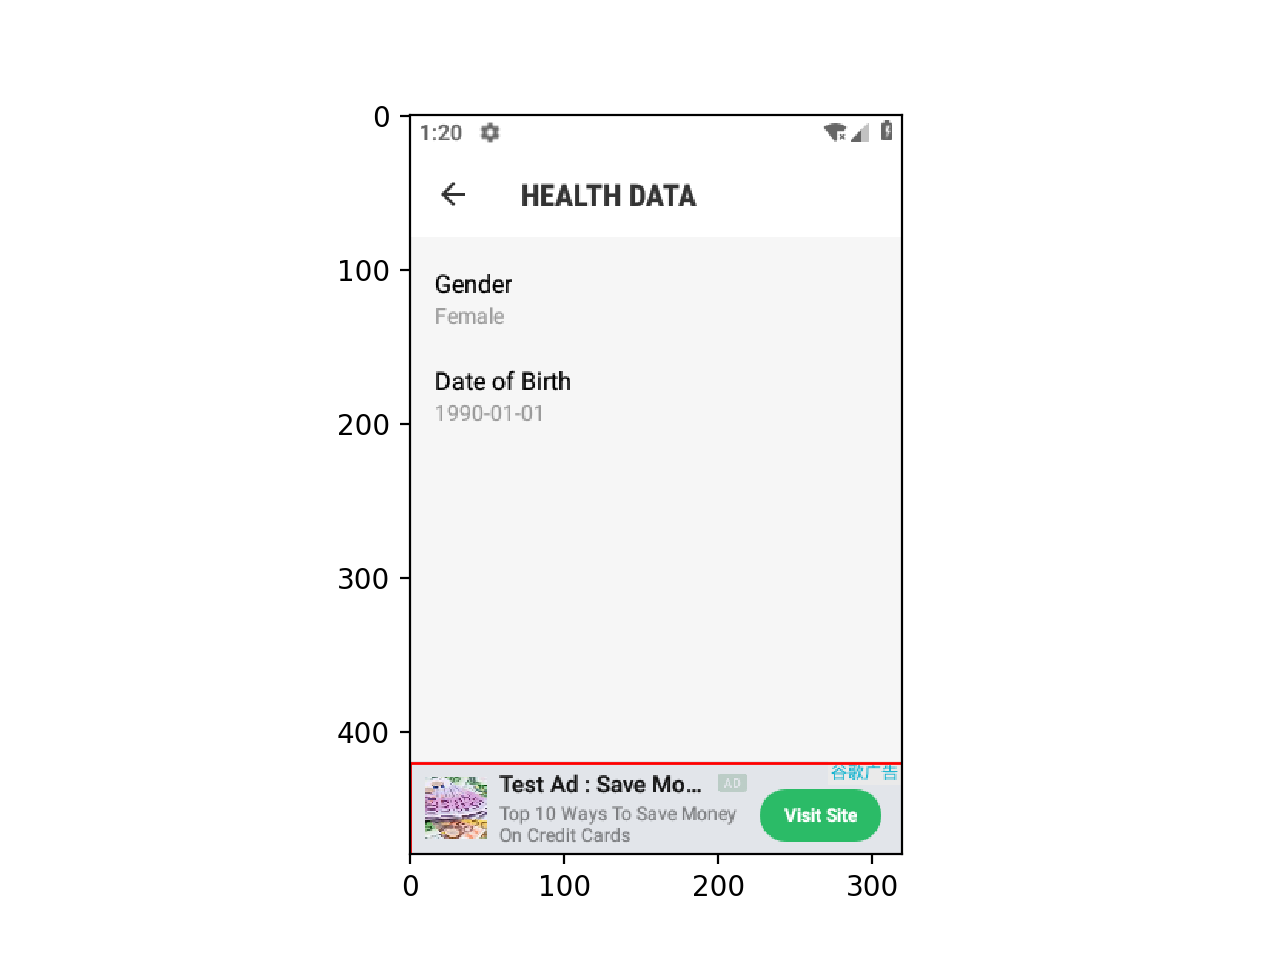 0
100
200
300
400
1:20
HEALTH DATA
Gender
Female
Date of Birth
1990-01-01
谷歌广告
Test Ad : Save Mo... AD
Top 10 Ways To Save Money
On Credit Cards
Visit Site
0 100 200 300